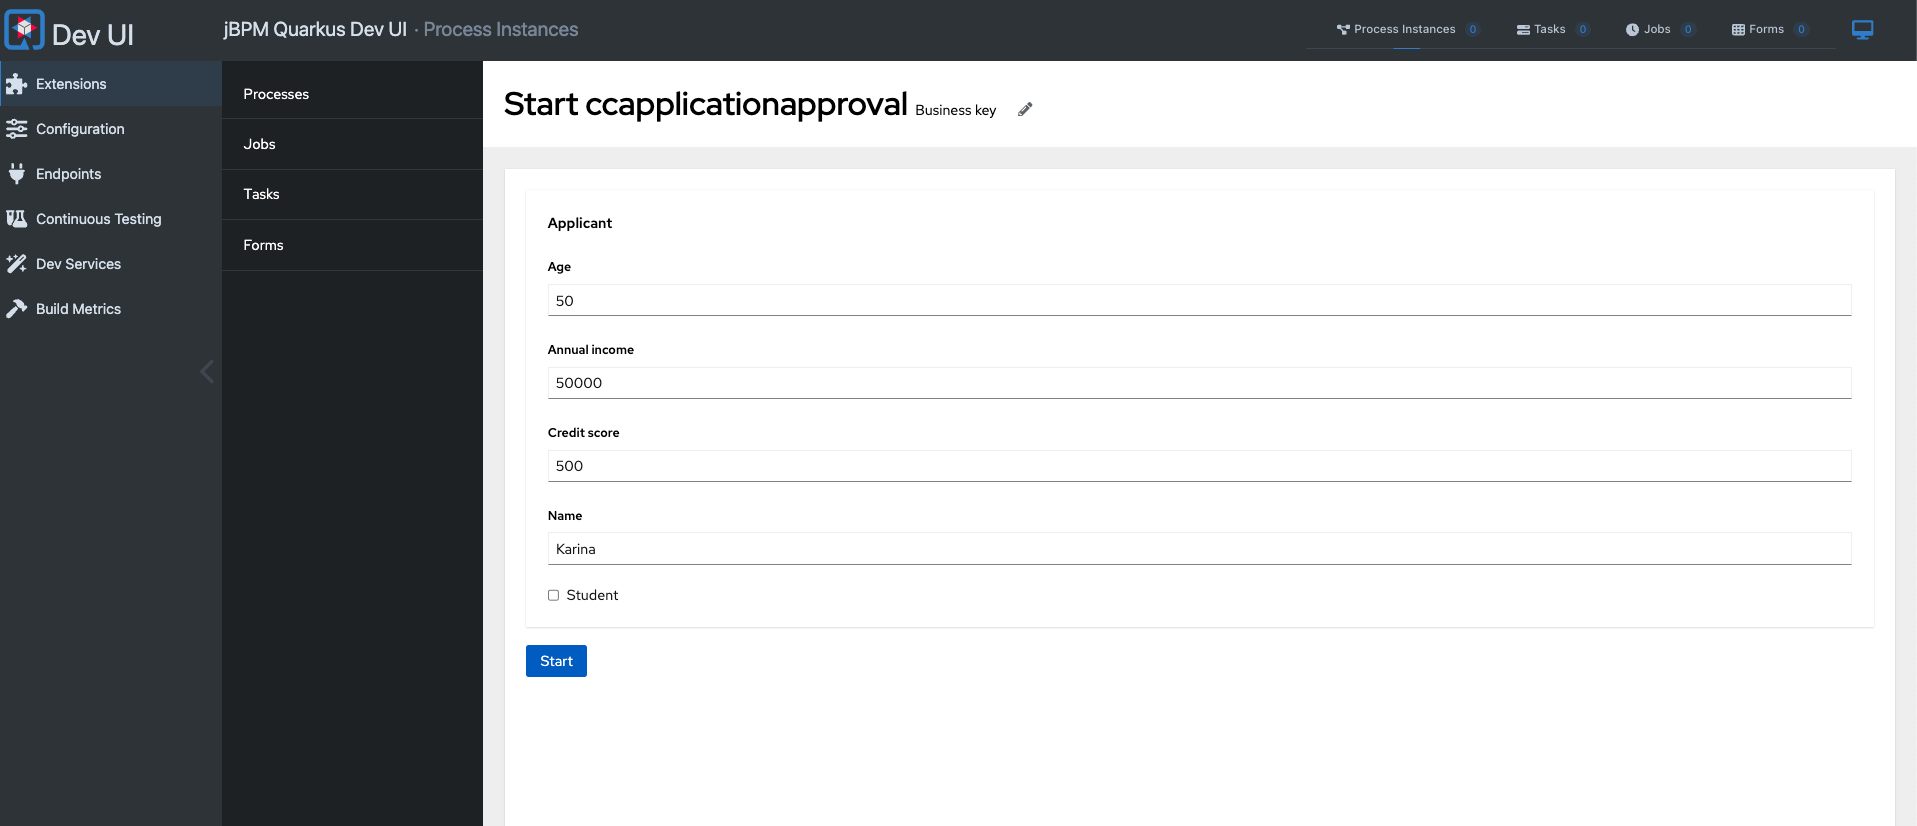 Dev UI
jBPM Quarkus Dev UI · Process Instances
Process Instances 0
Tasks 0
Jobs 0
Forms 0
Extensions
Configuration
Endpoints
Continuous Testing
Dev Services
Build Metrics
Processes
Jobs
Tasks
Forms
Start ccapplicationapproval Business key
Applicant
Age
50
Annual income
50000
Credit score
500
Name
Karina
Student
Start